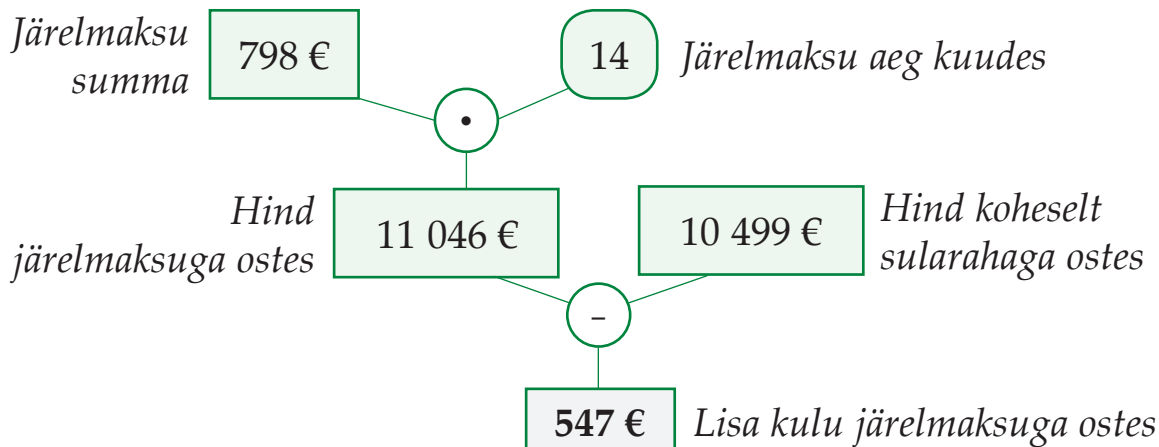 Järelmaksu
summa
798 €
14
Järelmaksu aeg kuudes
•
Hind
järelmaksuga ostes
11 046 €
10 499 €
Hind koheselt
sularahaga ostes
–
547 €
Lisa kulu järelmaksuga ostes